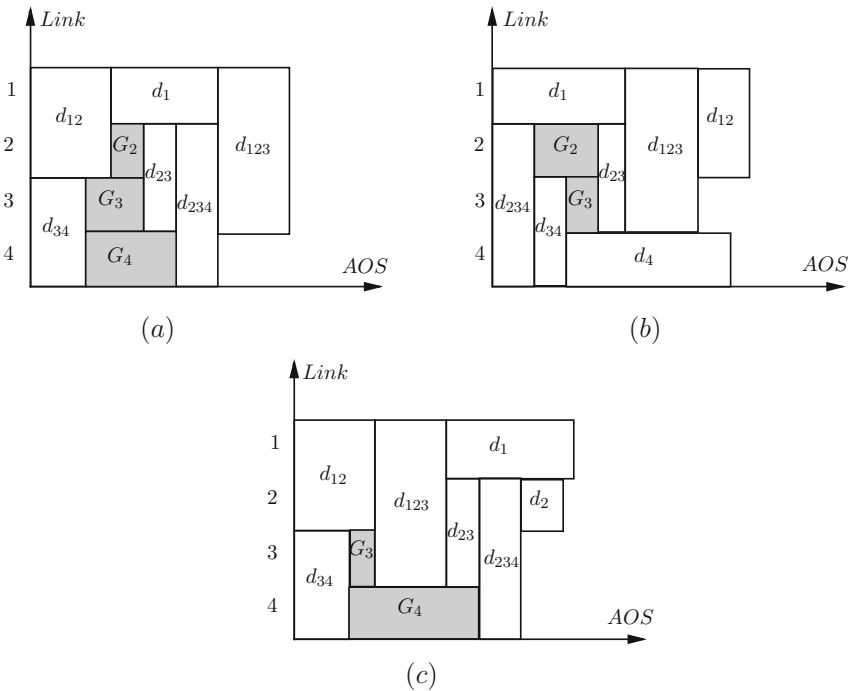 Link
Link
1
d₁₂
d₁
d₁₂₃
2
G₂
d₂₃
3
G₃
d₂₃₄
d₃₄
4
G₄
AOS
(a)
1
d₁
d₁₂
2
G₂
d₁₂₃
d₂₃
3
d₂₃₄
G₃
d₃₄
4
d₄
AOS
(b)
Link
1
d₁
d₁₂
2
d₁₂₃
d₂
d₂₃
3
G₃
d₂₃₄
d₃₄
4
G₄
AOS
(c)